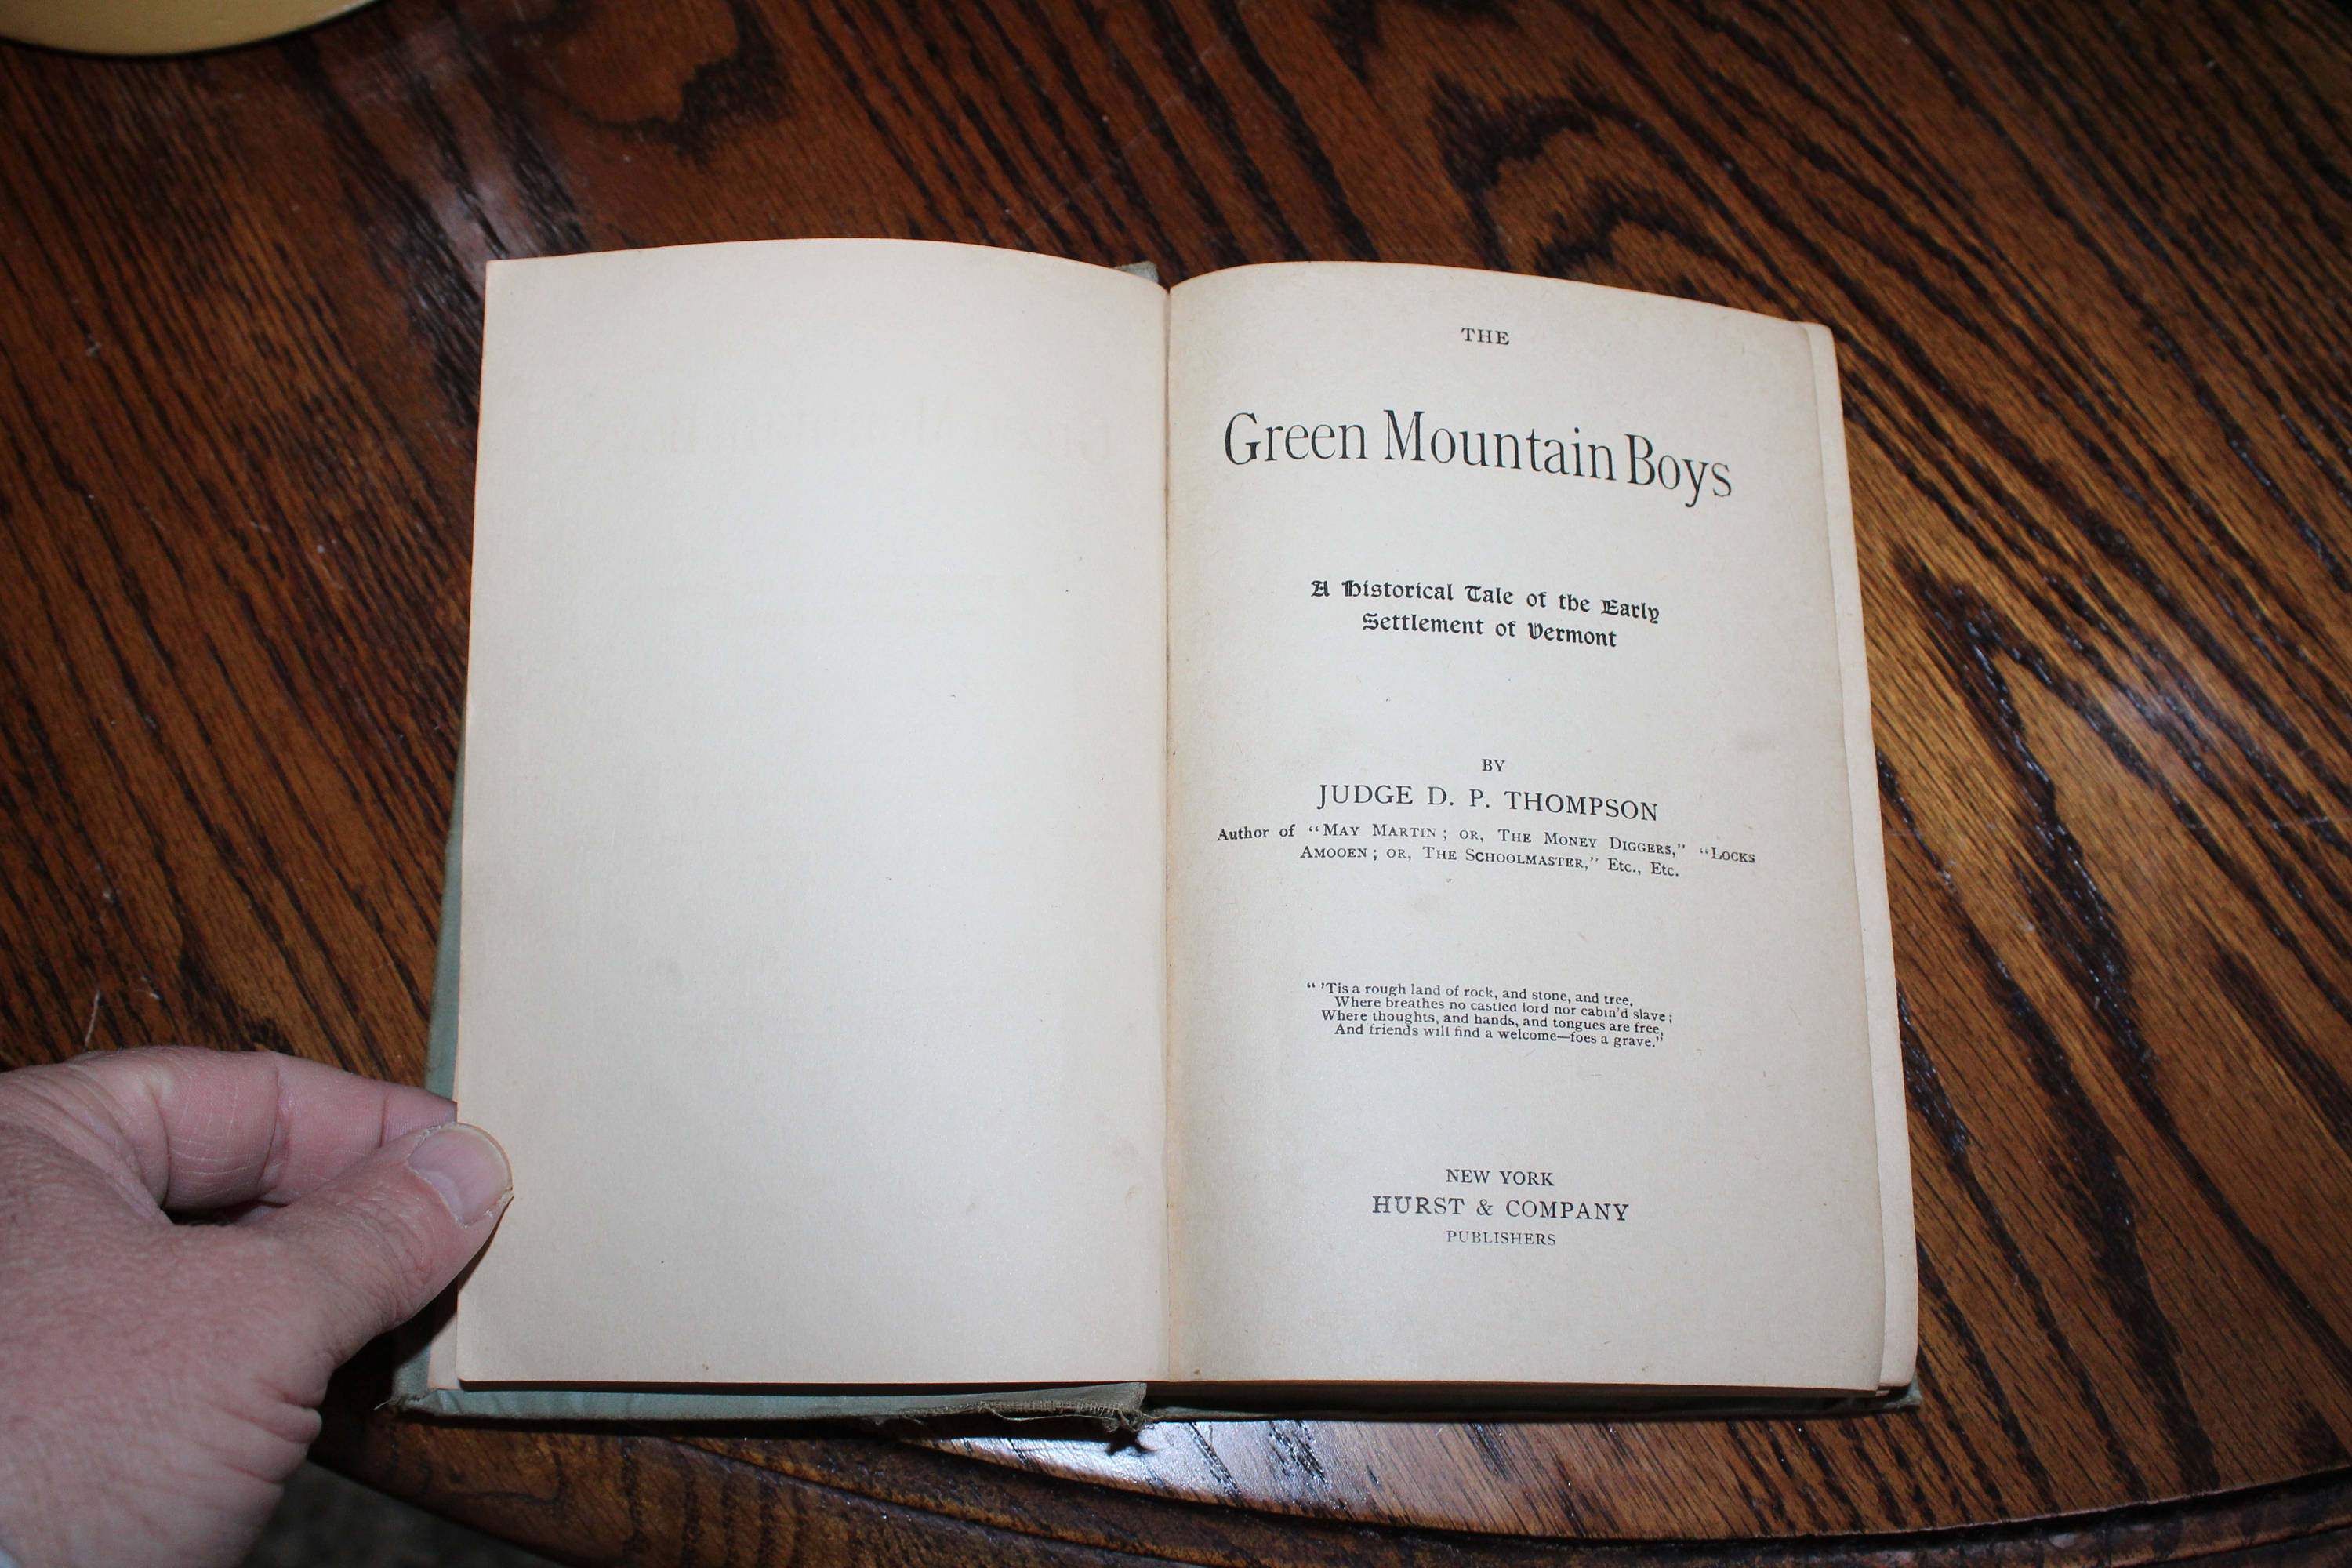 THE
Green Mountain Boys
A Historical Tale of the Early
Settlement of Vermont
BY
JUDGE D. P. THOMPSON
Author of "MAY MARTIN; OR, THE MONEY DIGGERS," "LOCKS
AMOOEN; OR, THE SCHOOLMASTER," Etc., Etc.
" 'Tis a rough land of rock, and stone, and tree,
Where breathes no castled lord nor cabin'd slave;
Where thoughts, and hands, and tongues are free,
And friends will find a welcome—foes a grave."
NEW YORK
HURST & COMPANY
PUBLISHERS